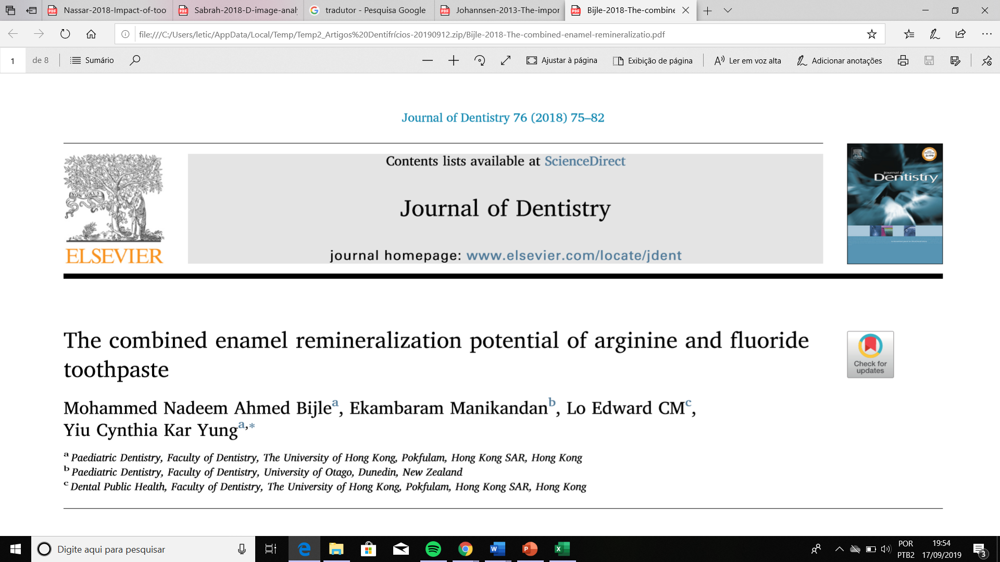 Nassar-2018-Impact-of-too
Sabrah-2018-D-image-anal
tradutor - Pesquisa Google
Johannsen-2013-The-impor
Bijle-2018-The-combine
file:///C:/Users/letic/AppData/Local/Temp/Temp2_Artigos%20Dentifrícios-20190912.zip/Bijle-2018-The-combined-enamel-remineralizatio.pdf
1 de 8 Sumário Ajustar à página Exibição de página Ler em voz alta Adicionar anotações
Journal of Dentistry 76 (2018) 75–82
Contents lists available at ScienceDirect
Journal of Dentistry
journal homepage: www.elsevier.com/locate/jdent
NON SOLUS
ELSEVIER
Journal of
Dentistry
The combined enamel remineralization potential of arginine and fluoride
toothpaste
Check for
updates
Mohammed Nadeem Ahmed Bijle a, Ekambaram Manikandan b, Lo Edward CM c,
Yiu Cynthia Kar Yung a,*
a Paediatric Dentistry, Faculty of Dentistry, The University of Hong Kong, Pokfulam, Hong Kong SAR, Hong Kong
b Paediatric Dentistry, Faculty of Dentistry, University of Otago, Dunedin, New Zealand
c Dental Public Health, Faculty of Dentistry, The University of Hong Kong, Pokfulam, Hong Kong SAR, Hong Kong
Digite aqui para pesquisar
POR
PTB2
19:54
17/09/2019
3